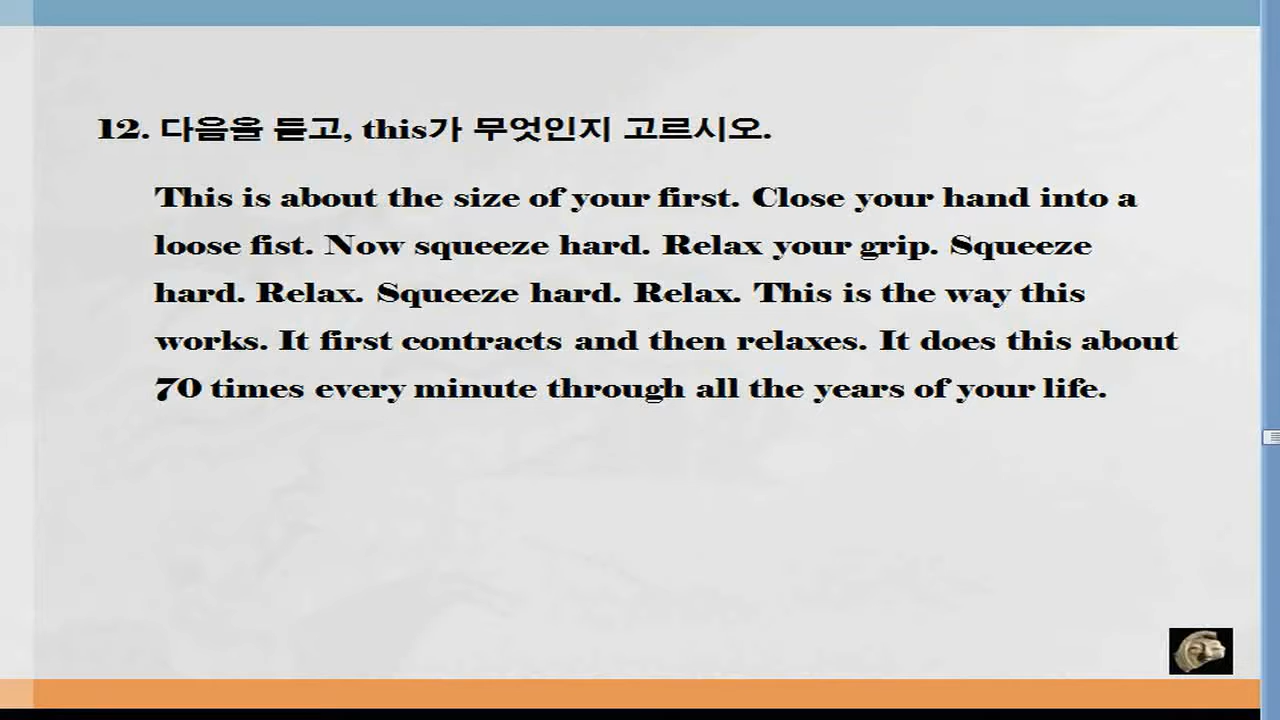 12. 다음을 듣고, this가 무엇인지 고르시오.
This is about the size of your first. Close your hand into a
loose fist. Now squeeze hard. Relax your grip. Squeeze
hard. Relax. Squeeze hard. Relax. This is the way this
works. It first contracts and then relaxes. It does this about
70 times every minute through all the years of your life.